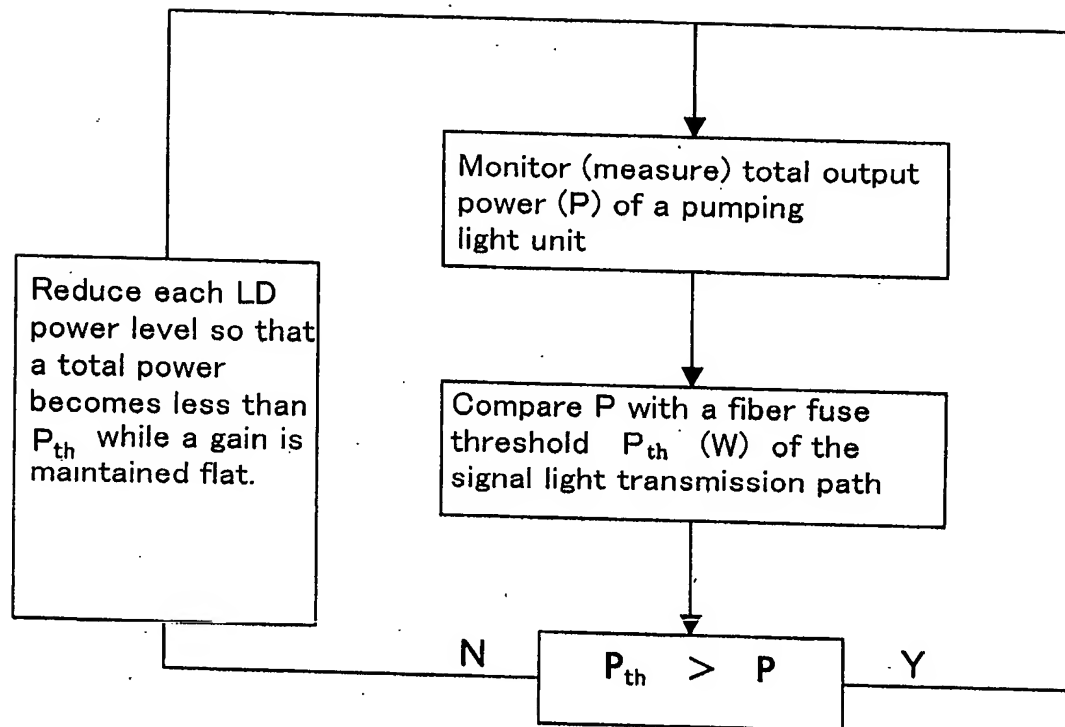 Monitor (measure) total output
power (P) of a pumping
light unit
Reduce each LD
power level so that
a total power
becomes less than
Pth while a gain is
maintained flat.
Compare P with a fiber fuse
threshold Pth (W) of the
signal light transmission path
N
Pth > P
Y